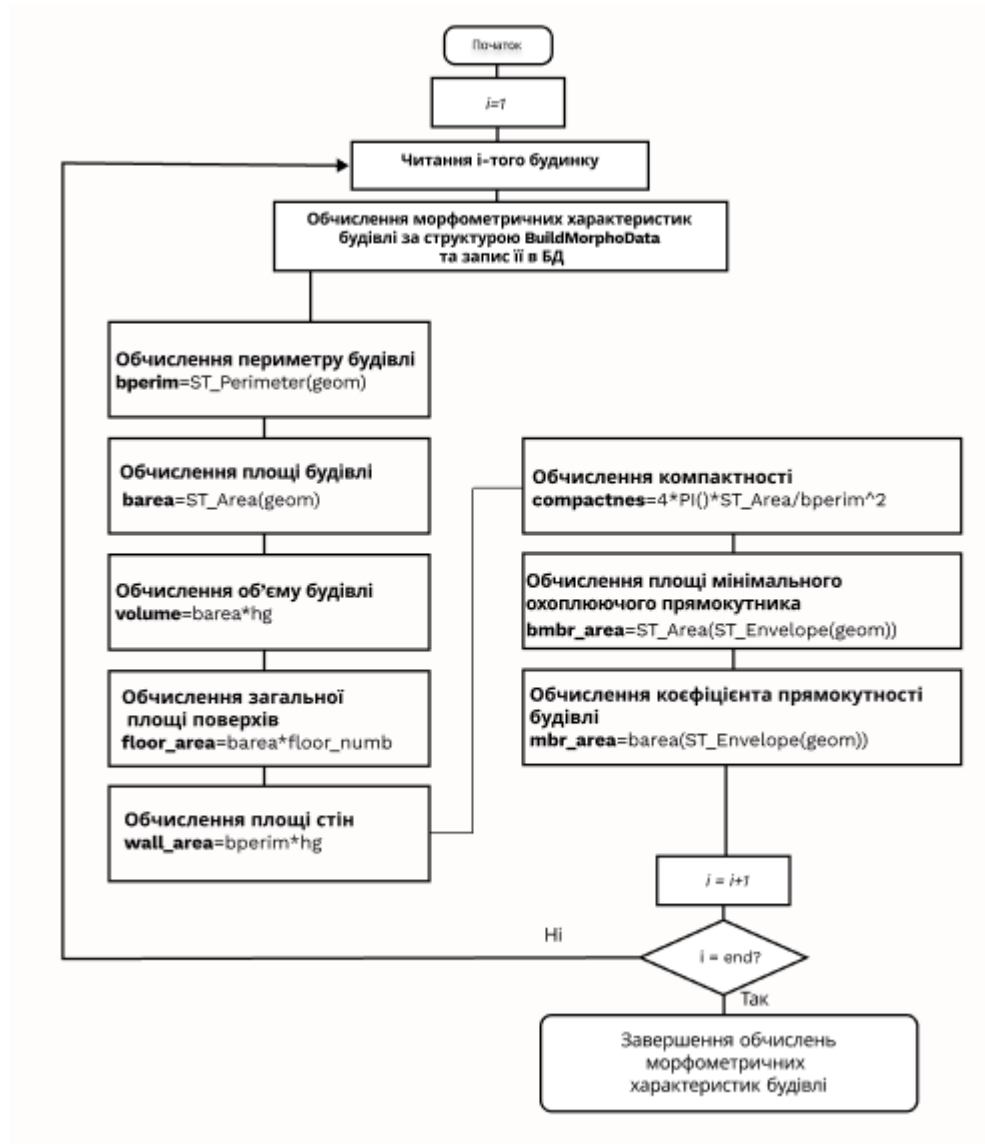 Початок
i=1
Читання і-того будинку
Обчислення морфометричних характеристик
будівлі за структурою BuildMorphoData
та запис її в БД
Обчислення периметру будівлі
bperim=ST_Perimeter(geom)
Обчислення площі будівлі
barea=ST_Area(geom)
Обчислення об'єму будівлі
volume=barea*hg
Обчислення загальної
площі поверхів
floor_area=barea*floor_numb
Обчислення площі стін
wall_area=bperim*hg
Обчислення компактності
compactnes=4*PI()*ST_Area/bperim^2
Обчислення площі мінімального
охоплюючого прямокутника
bmbr_area=ST_Area(ST_Envelope(geom))
Обчислення коєфіцієнта прямокутності
будівлі
mbr_area=barea(ST_Envelope(geom))
i = i+1
Ні
i = end?
Так
Завершення обчислень
морфометричних
характеристик будівлі